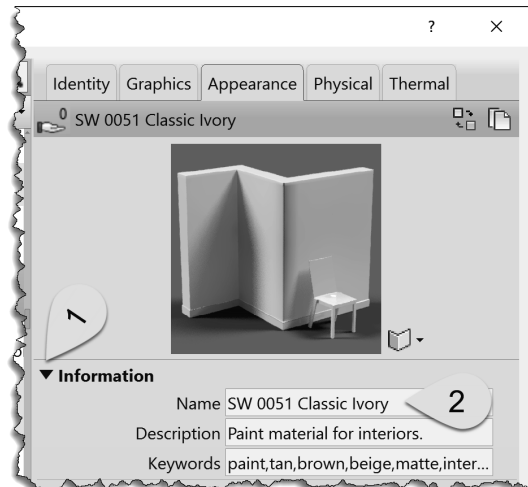 ?
Identity Graphics Appearance Physical Thermal
0
SW 0051 Classic Ivory
1
▼ Information
Name SW 0051 Classic Ivory 2
Description Paint material for interiors.
Keywords paint,tan,brown,beige,matte,inter...